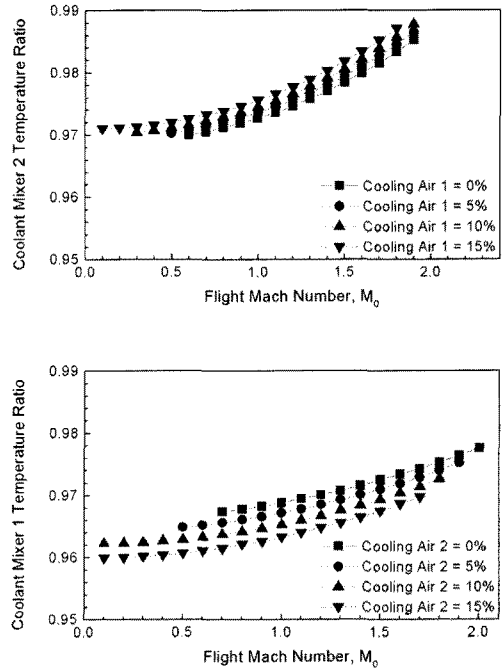 0.99
0.98
0.97
0.96
0.95
Coolant Mixer 2 Temperature Ratio
Cooling Air 1 = 0%
Cooling Air 1 = 5%
Cooling Air 1 = 10%
Cooling Air 1 = 15%
0.0 0.5 1.0 1.5 2.0
Flight Mach Number, M₀
0.99
0.98
0.97
0.96
0.95
Coolant Mixer 1 Temperature Ratio
Cooling Air 2 = 0%
Cooling Air 2 = 5%
Cooling Air 2 = 10%
Cooling Air 2 = 15%
0.0 0.5 1.0 1.5 2.0
Flight Mach Number, M₀